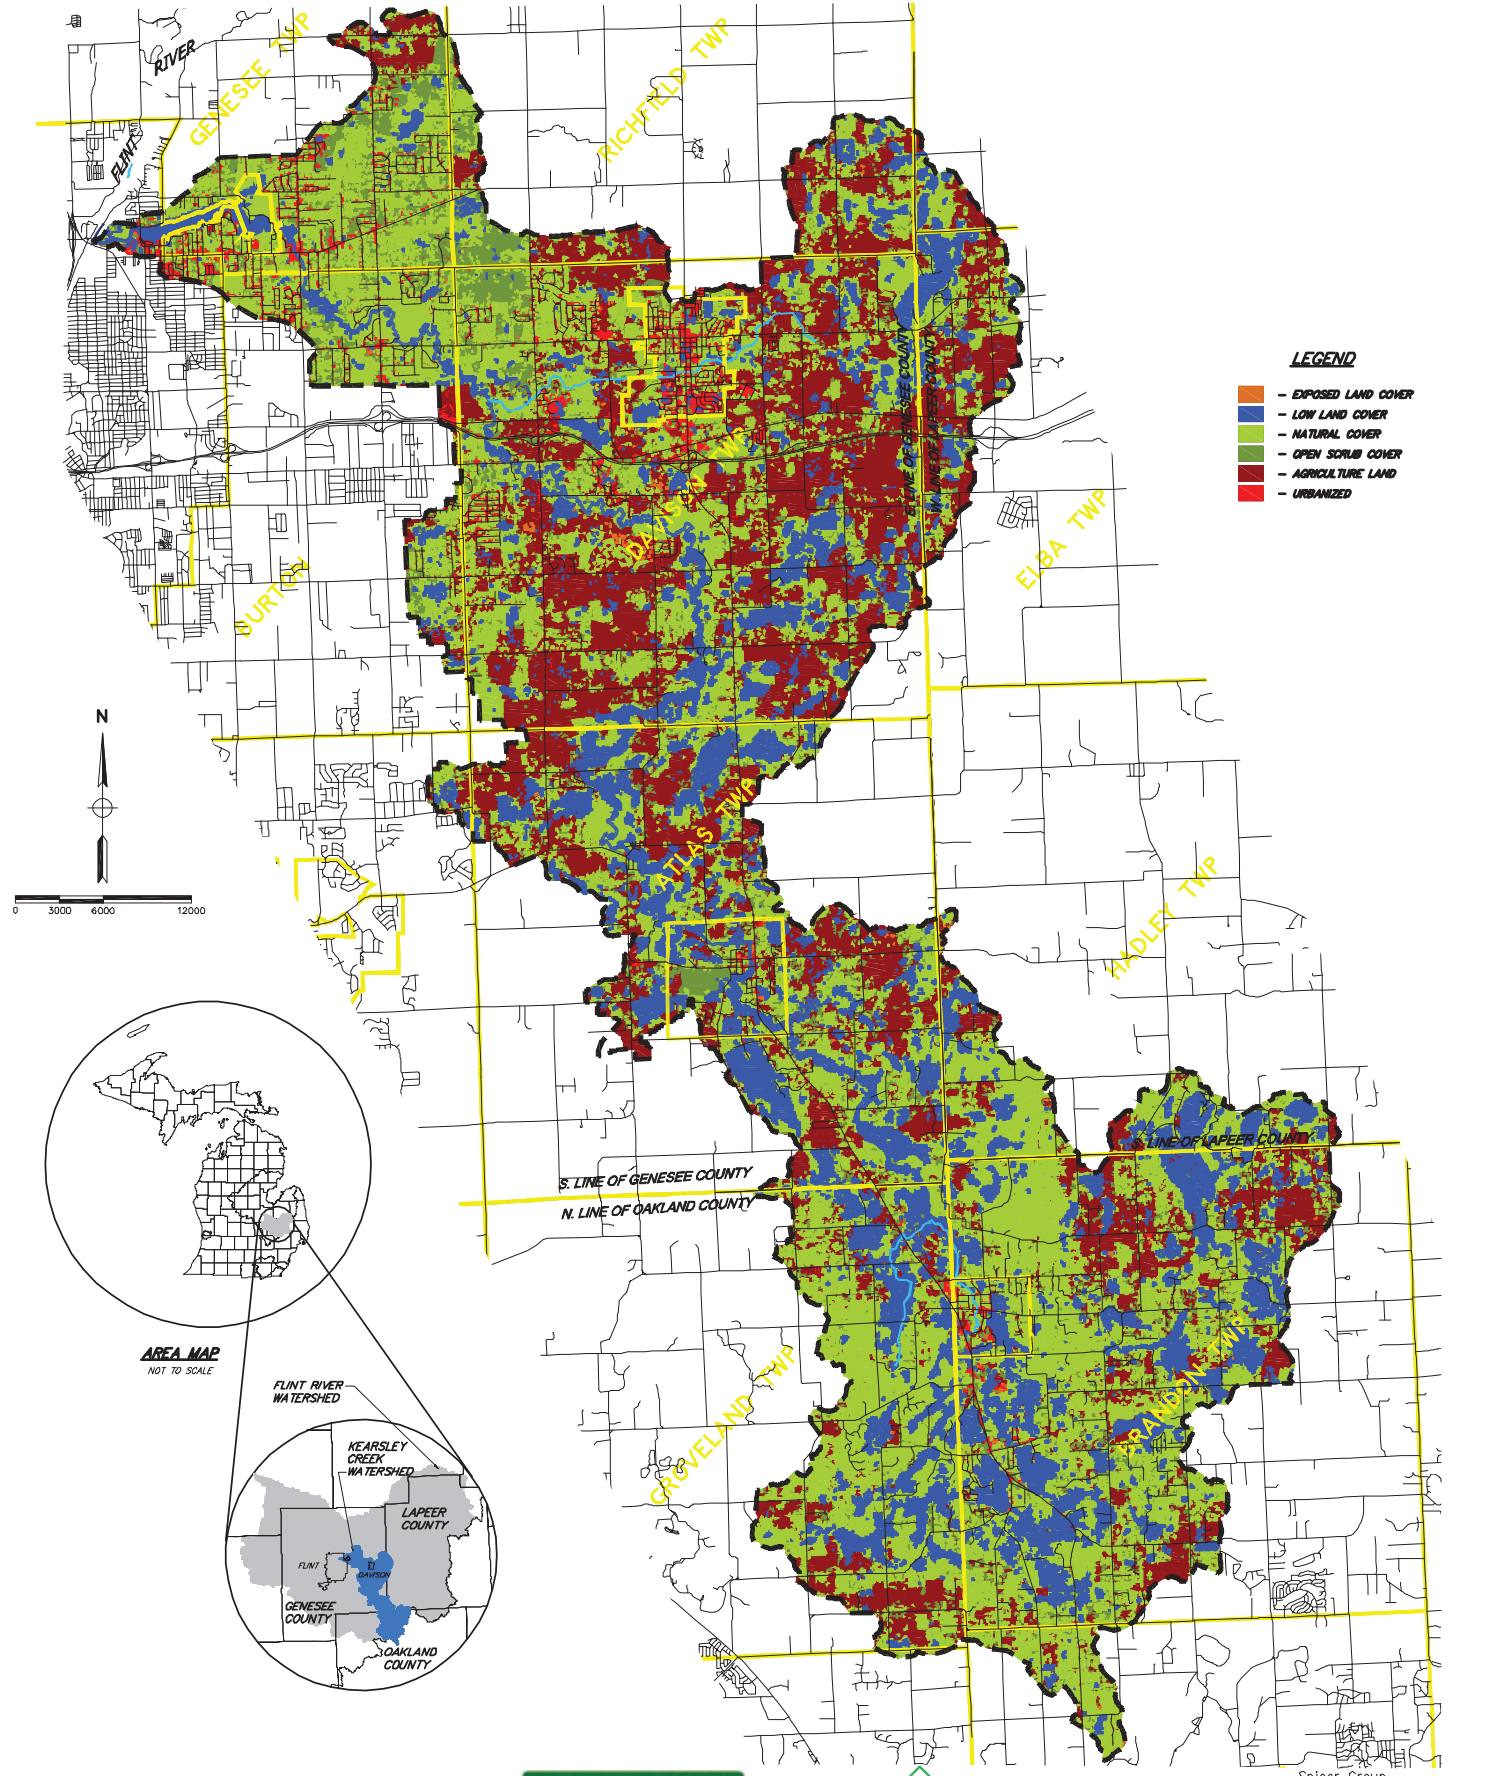 RIVER
GENESEE TWP
RICHFIELD TWP
FLINT
E. LINE OF GENESEE COUNTY
W. LINE OF LAPEER COUNTY
LEGEND
- EXPOSED LAND COVER
- LOW LAND COVER
- NATURAL COVER
- OPEN SCRUB COVER
- AGRICULTURE LAND
- URBANIZED
DAVISON TWP
ELBA TWP
BURTON
N
ATLAS TWP
0 3000 6000 12000
HADLEY TWP
S. LINE OF LAPEER COUNTY
S. LINE OF GENESEE COUNTY
N. LINE OF OAKLAND COUNTY
AREA MAP
NOT TO SCALE
GROVELAND TWP
BRANDON TWP
FLINT RIVER
WATERSHED
KEARSLEY
CREEK
WATERSHED
LAPEER
COUNTY
FLINT
DAVISON
GENESEE
COUNTY
OAKLAND
COUNTY
Spicer Group